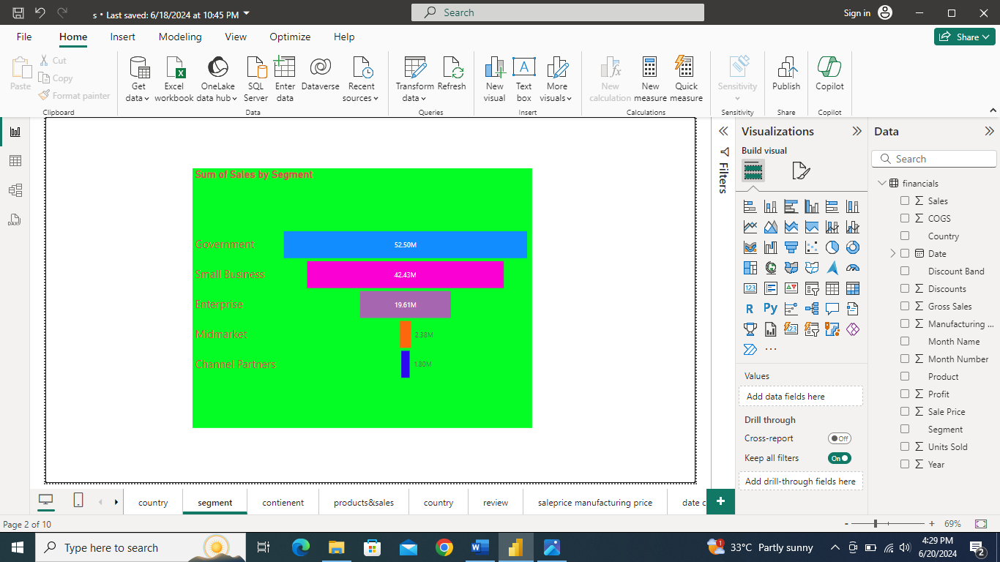 s • Last saved: 6/18/2024 at 10:45 PM
Search
Sign in
File Home Insert Modeling View Optimize Help
Share
Paste
Cut
Copy
Format painter
Clipboard
Get data
Excel workbook
OneLake data hub
SQL Server
Enter data
Dataverse
Recent sources
Data
Transform data
Refresh
Queries
New visual
Text box
More visuals
Insert
New calculation
New measure
Quick measure
Calculations
Sensitivity
Sensitivity
Publish
Share
Copilot
Copilot
Sum of Sales by Segment
Government 52.50M
Small Business 42.43M
Enterprise 19.61M
Midmarket 2.38M
Channel Partners 1.80M
Filters
Visualizations
Build visual
Values
Add data fields here
Drill through
Cross-report Off
Keep all filters On
Add drill-through fields here
Data
Search
financials
Sales
COGS
Country
Date
Discount Band
Discounts
Gross Sales
Manufacturing ...
Month Name
Month Number
Product
Profit
Sale Price
Segment
Units Sold
Year
country segment contienent products&sales country review saleprice manufacturing price date c
Page 2 of 10
- + 69%
Type here to search
33°C Partly sunny
4:29 PM
6/20/2024
2